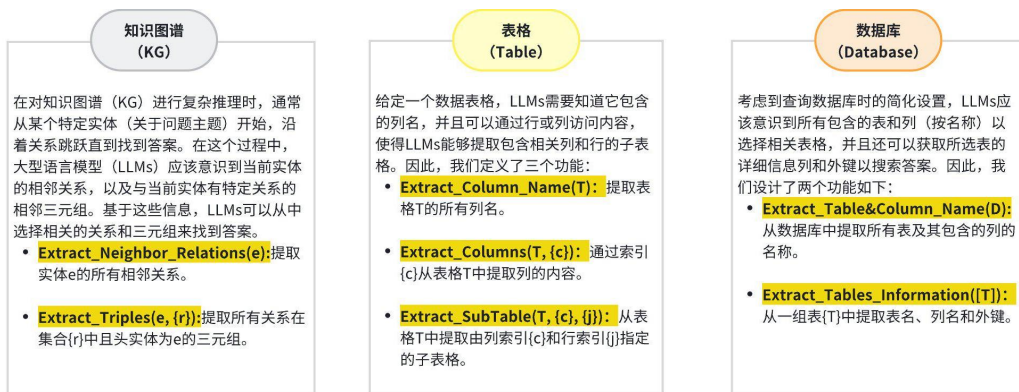 知识图谱
（KG）
在对知识图谱（KG）进行复杂推理时，通常
从某个特定实体（关于问题主题）开始，沿
着关系跳跃直到找到答案。在这个过程中，
大型语言模型（LLMs）应该意识到当前实体
的相邻关系，以及与当前实体有特定关系的
相邻三元组。基于这些信息，LLMs可以从中
选择相关的关系和三元组来找到答案。
• Extract_Neighbor_Relations(e):提取
实体e的所有相邻关系。
• Extract_Triples(e, {r}):提取所有关系在
集合{r}中且头实体为e的三元组。
表格
（Table）
给定一个数据表格，LLMs需要知道它包含
的列名，并且可以通过行或列访问内容，
使得LLMs能够提取包含相关列和行的子表
格。因此，我们定义了三个功能：
• Extract_Column_Name(T)：提取表
格T的所有列名。
• Extract_Columns(T, {c})：通过索引
{c}从表格T中提取列的内容。
• Extract_SubTable(T, {c}, {j})：从表
格T中提取由列索引{c}和行索引{j}指定
的子表格。
数据库
（Database）
考虑到查询数据库时的简化设置，LLMs应
该意识到所有包含的表和列（按名称）以
选择相关表格，并且还可以获取所选表的
详细信息列和外键以搜索答案。因此，我
们设计了两个功能如下：
• Extract_Table&Column_Name(D):
从数据库中提取所有表及其包含的列的
名称。
• Extract_Tables_Information([T])：
从一组表{T}中提取表名、列名和外键。